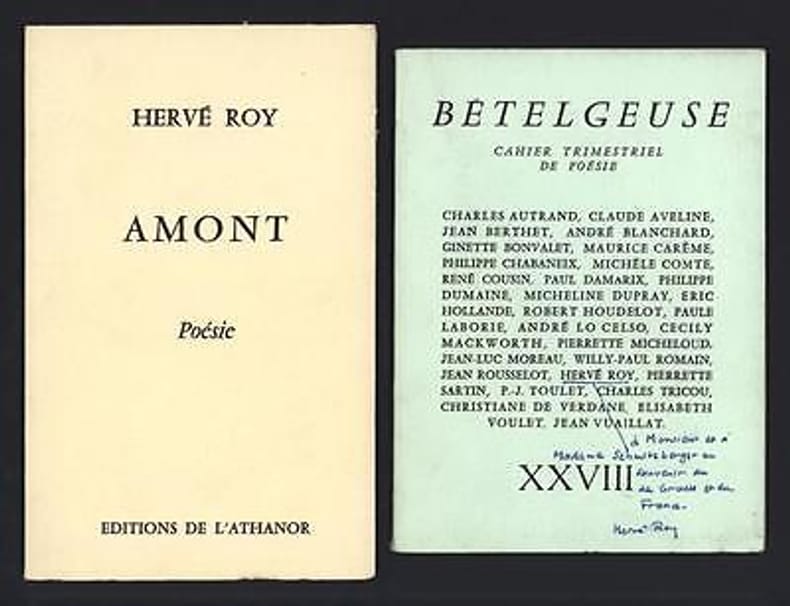 HERVÉ ROY
AMONT
Poésie
EDITIONS DE L'ATHANOR
BÉTELGEUSE
CAHIER TRIMESTRIEL
DE POÉSIE
CHARLES AUTRAND, CLAUDE AVELINE,
JEAN BERTHET, ANDRÉ BLANCHARD,
GINETTE BONVALET, MAURICE CARÊME,
PHILIPPE CHABANEIX, MICHÈLE COMTE,
RENÉ COUSIN, PAUL DAMARIX, PHILIPPE
DUMAINE, MICHELINE DUPRAY, ERIC
HOLLANDE, ROBERT HOUDELOT, PAULE
LABORIE, ANDRÉ LO CELSO, CECILY
MACKWORTH, PIERRETTE MICHELOUD,
JEAN-LUC MOREAU, WILLY-PAUL ROMAIN,
JEAN ROUSSELOT, HERVÉ ROY, PIERRETTE
SARTIN, P.-J. TOULET, CHARLES TRICOU,
CHRISTIANE DE VERDANE, ELISABETH
VOULET, JEAN VUAILLAT.
XXVIII
à Monsieur et à
Madame
souvenir
de
Hervé Roy